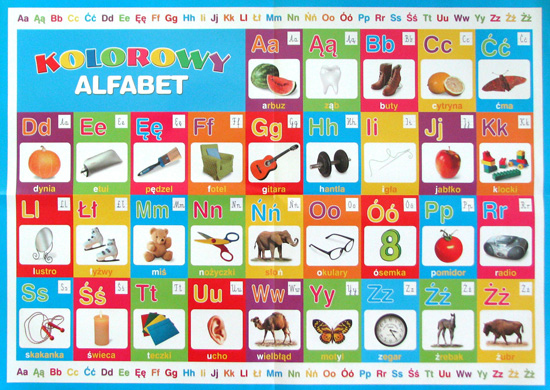 Aa Ąą Bb Cc Ćć Dd Ee Ęę Ff Gg Hh Ii Jj Kk Ll Łł Mm Nn Ńń Oo Óó Pp Rr Ss Śś Tt Uu Ww Yy Zz Źź Żż
KOLOROWY
ALFABET
Aa Ąą Bb Cc Ćć
arbuz ząb buty cytryna ćma
Dd Ee Ęę Ff Gg Hh Ii Jj Kk
dynia etui pędzel fotel gitara hantla igła jabłko klocki
Ll Łł Mm Nn Ńń Oo Óó Pp Rr
lustro łyżwy miś nożyczki słoń okulary ósemka pomidor radio
Ss Śś Tt Uu Ww Yy Zz Źź Żż
skakanka świeca teczki ucho wielbłąd motyl zegar źrebak żubr
Aa Ąą Bb Cc Ćć Dd Ee Ęę Ff Gg Hh Ii Jj Kk Ll Łł Mm Nn Ńń Oo Óó Pp Rr Ss Śś Tt Uu Ww Yy Zz Źź Żż